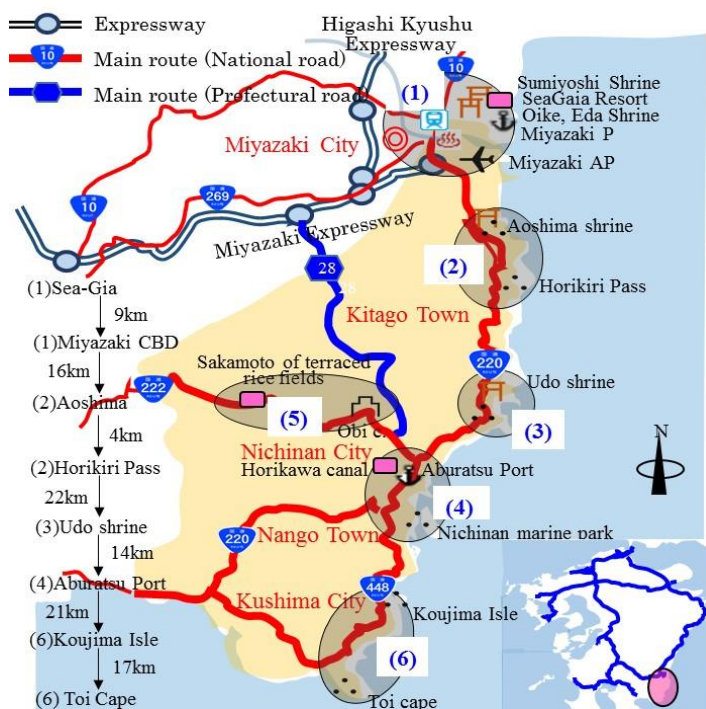 Expressway
Main route (National road)
Main route (Prefectural road)
10
Higashi Kyushu
Expressway
10
(1)
Sumiyoshi Shrine
SeaGaia Resort
Oike, Eda Shrine
Miyazaki P
Miyazaki AP
Miyazaki City
10
269
Miyazaki Expressway
Aoshima shrine
(2)
Horikiri Pass
28
Kitago Town
(1)Sea-Gia
9km
(1)Miyazaki CBD
16km
(2)Aoshima
4km
(2)Horikiri Pass
22km
(3)Udo shrine
14km
(4)Aburatsu Port
21km
(6)Koujima Isle
17km
(6) Toi Cape
Sakamoto of terraced
rice fields
222
(5)
Obi c.
220
Udo shrine
(3)
Nichinan City
Horikawa canal
Aburatsu Port
(4)
Nichinan marine park
Nango Town
220
Kushima City
448
Koujima Isle
(6)
Toi cape
N